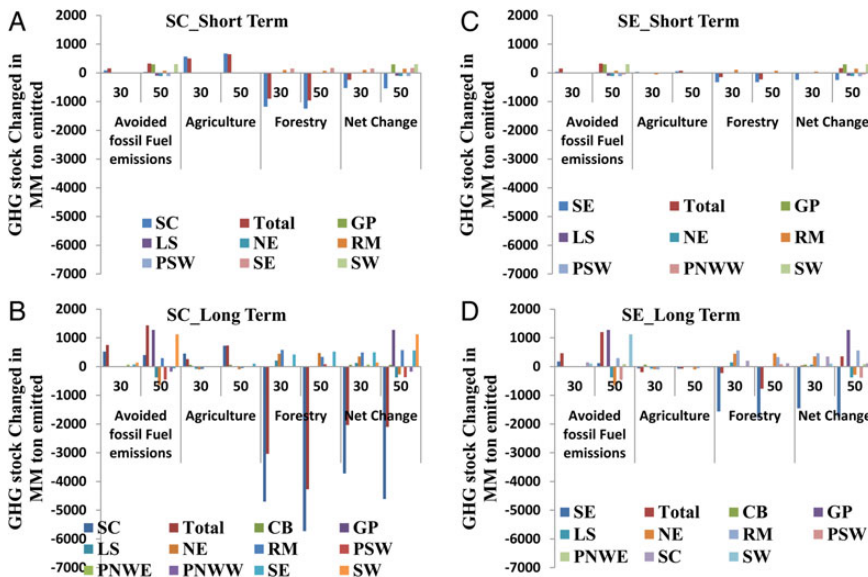 A
SC_Short Term
GHG stock Changed in
MM ton emitted
2000
1000
0
-1000
-2000
-3000
-4000
-5000
-6000
-7000
30 50 30 50 30 50 30 50
Avoided fossil Fuel emissions
Agriculture
Forestry
Net Change
SC Total GP
LS NE RM
PSW SE SW
B
SC_Long Term
GHG stock Changed in
MM ton emitted
2000
1000
0
-1000
-2000
-3000
-4000
-5000
-6000
-7000
30 50 30 50 30 50 30 50
Avoided
fossil Fuel
emissions
Agriculture
Forestry
Net Change
SC Total CB GP
LS NE RM PSW
PNWE PNWW SE SW
C
SE_Short Term
GHG stock Changed in
MM ton emitted
2000
1000
0
-1000
-2000
-3000
-4000
-5000
-6000
-7000
30 50 30 50 30 50 30 50
Avoided
fossil Fuel
emissions
Agriculture
Forestry
Net Change
SE Total GP
LS NE RM
PSW PNWW SW
D
SE_Long Term
GHG stock Changed in
MM ton emitted
2000
1000
0
-1000
-2000
-3000
-4000
-5000
-6000
-7000
30 50 30 50 30 50 30 50
Avoided
fossil Fuel
emissions
Agriculture
Forestry
Net Change
SE Total CB GP
LS NE RM PSW
PNWE SC SW